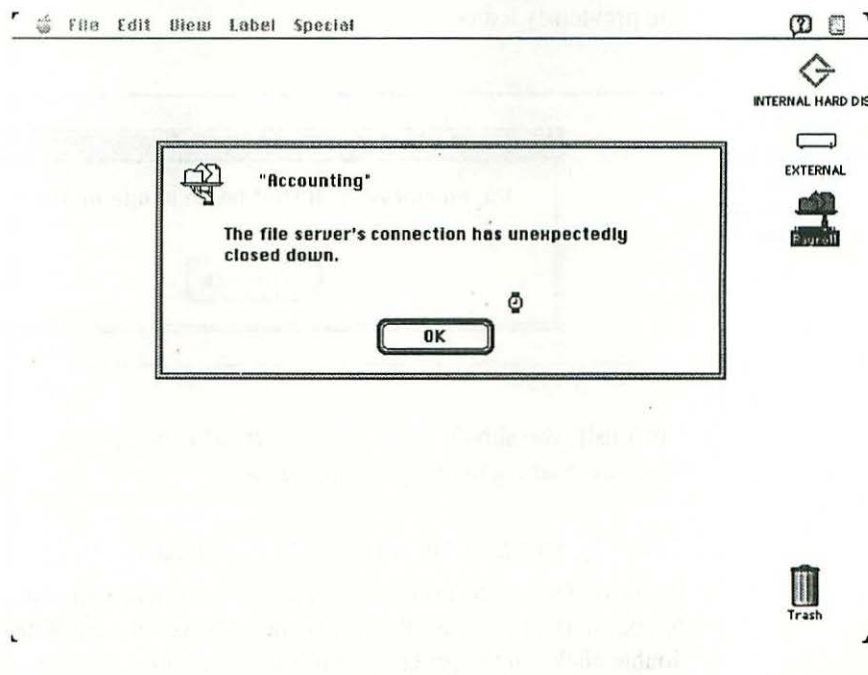 File Edit View Label Special
INTERNAL HARD DIS
EXTERNAL
Payroll
"Accounting"
The file server's connection has unexpectedly
closed down.
OK
Trash